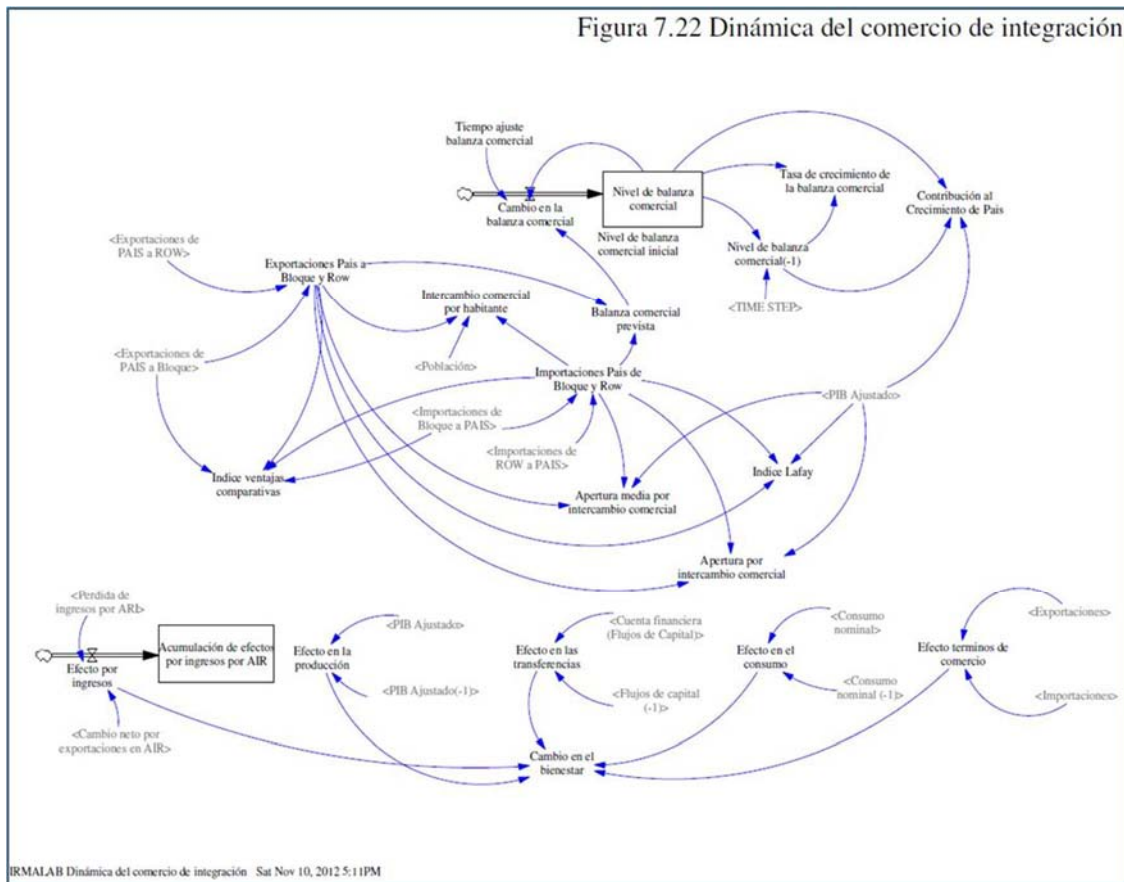 Figura 7.22 Dinámica del comercio de integración
Tiempo ajuste
balanza comercial
Cambio en la
balanza comercial
Nivel de balanza
comercial
Nivel de balanza
comercial inicial
Tasa de crecimiento de
la balanza comercial
Contribución al
Crecimiento de Pais
Nivel de balanza
comercial(-1)
<TIME STEP>
<Exportaciones de
PAIS a ROW>
Exportaciones Pais a
Bloque y Row
Intercambio comercial
por habitante
Balanza comercial
prevista
<Exportaciones de
PAIS a Bloque>
<Población>
Importaciones Pais de
Bloque y Row
<PIB Ajustado>
<Importaciones de
Bloque a PAIS>
<Importaciones de
ROW a PAIS>
Indice ventajas
comparativas
Apertura media por
intercambio comercial
Indice Lafay
Apertura por
intercambio comercial
<Perdida de
ingresos por ARI>
Acumulación de efectos
por ingresos por AIR
Efecto por
ingresos
<Cambio neto por
exportaciones en AIR>
<PIB Ajustado>
Efecto en la
producción
<PIB Ajustado(-1)>
<Cuenta financiera
(Flujos de Capital)>
Efecto en las
transferencias
<Flujos de capital
(-1)>
<Consumo
nominal>
Efecto en el
consumo
<Consumo
nominal (-1)>
<Exportaciones>
Efecto terminos de
comercio
<Importaciones>
Cambio en el
bienestar
IRMALAB Dinámica del comercio de integración Sat Nov 10, 2012 5:11PM